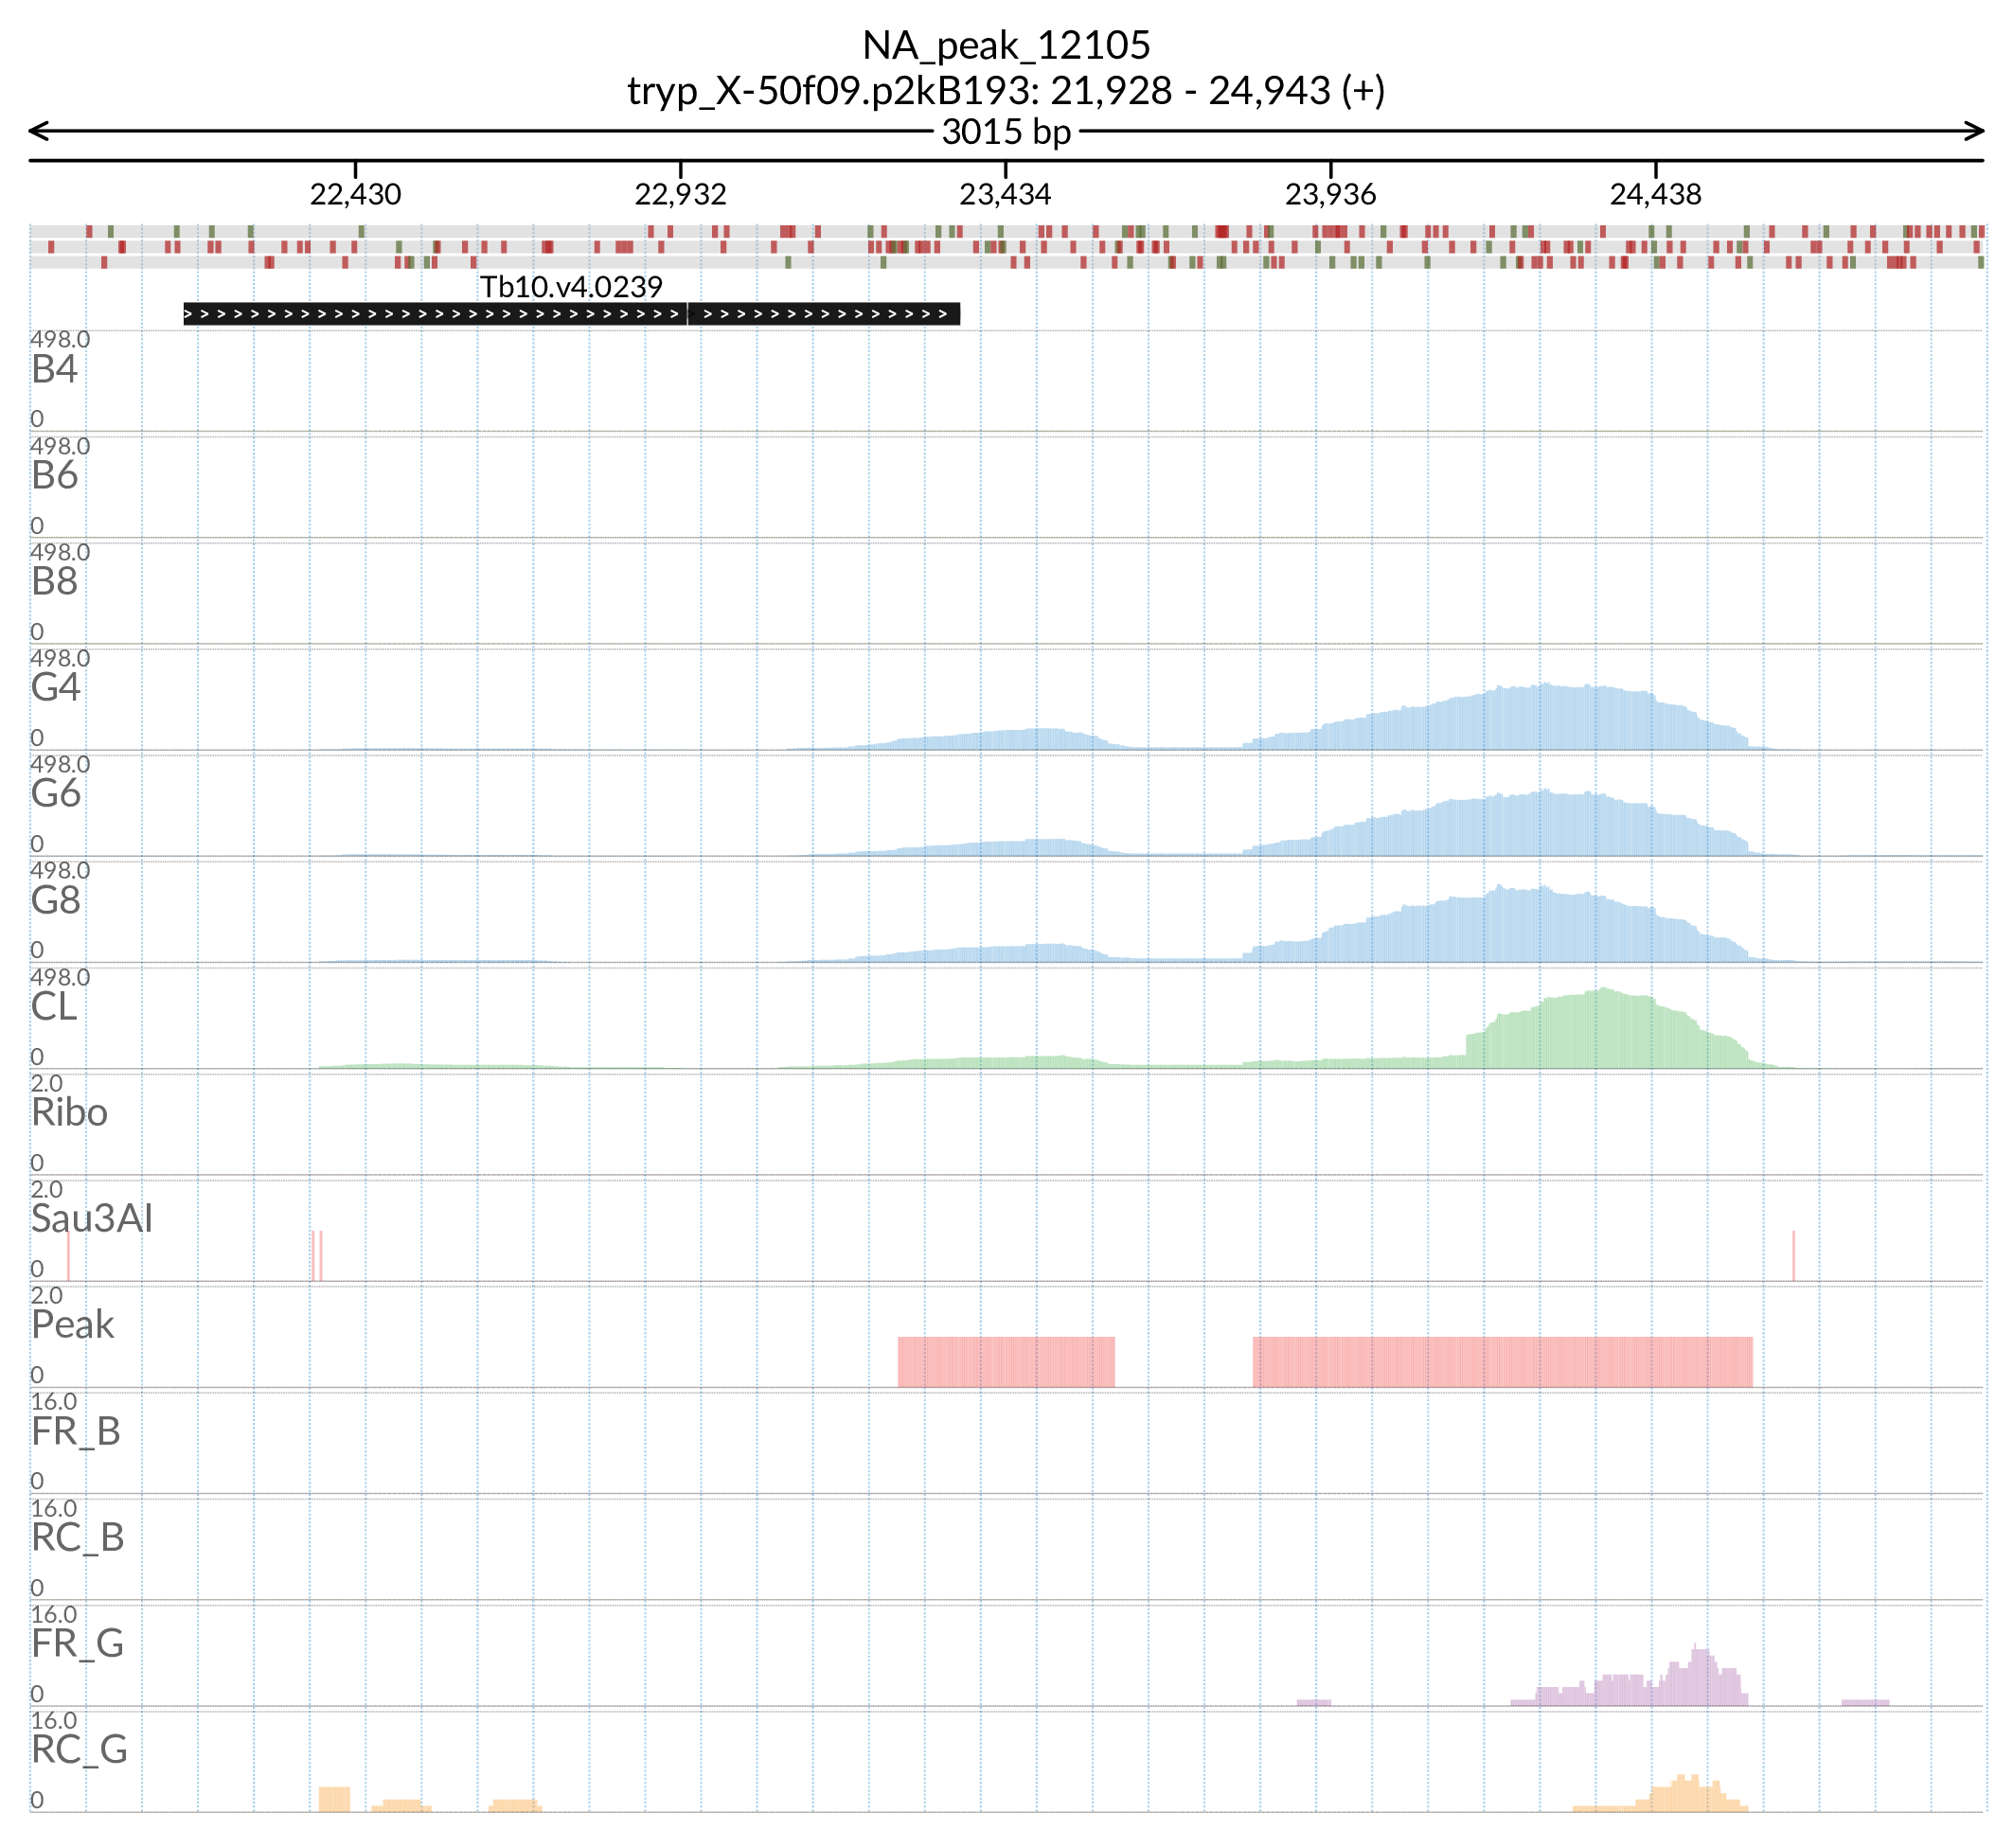 NA_peak_12105
tryp_X-50f09.p2kB193: 21,928 - 24,943 (+)
3015 bp
22,430 22,932 23,434 23,936 24,438
Tb10.v4.0239
498.0
B4
0
498.0
B6
0
498.0
B8
0
498.0
G4
0
498.0
G6
0
498.0
G8
0
498.0
CL
0
2.0
Ribo
0
2.0
Sau3AI
0
2.0
Peak
0
16.0
FR_B
0
16.0
RC_B
0
16.0
FR_G
0
16.0
RC_G
0